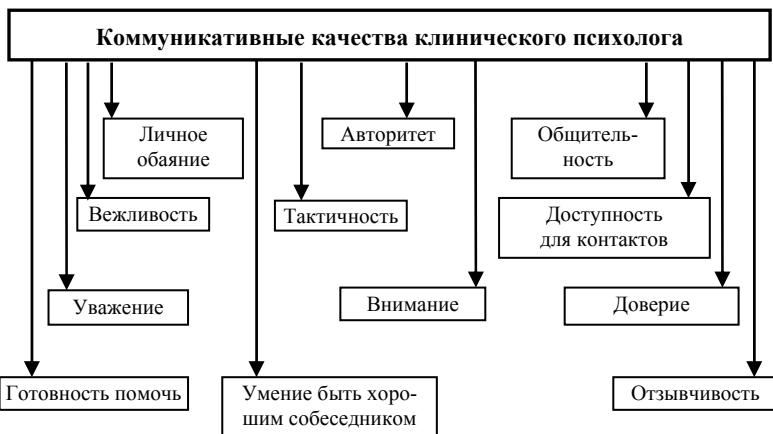 Коммуникативные качества клинического психолога
Личное
обаяние
Авторитет
Общитель-
ность
Вежливость
Тактичность
Доступность
для контактов
Уважение
Внимание
Доверие
Готовность помочь
Умение быть хоро-
шим собеседником
Отзывчивость